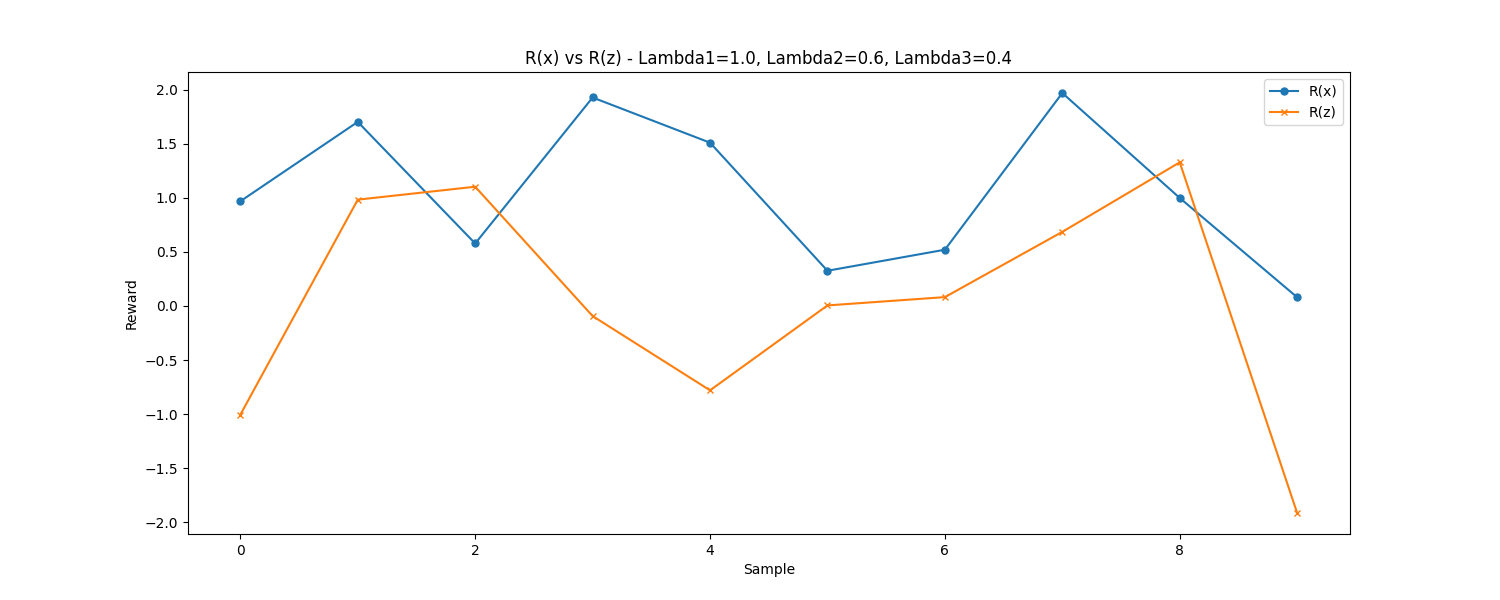 R(x) vs R(z) - Lambda1=1.0, Lambda2=0.6, Lambda3=0.4
R(x)
R(z)
Reward
2.0
1.5
1.0
0.5
0.0
−0.5
−1.0
−1.5
−2.0
0 2 4 6 8
Sample